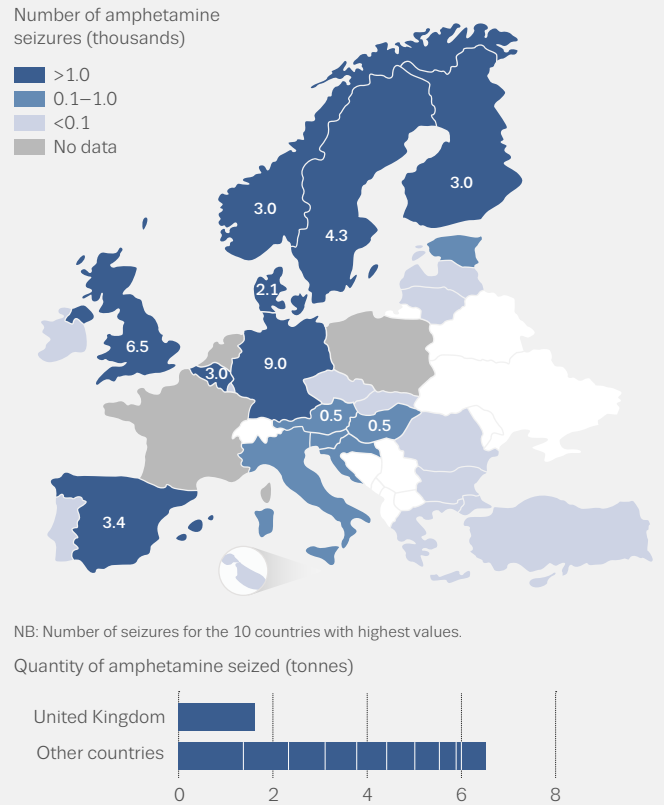 Number of amphetamine
seizures (thousands)
>1.0
0.1–1.0
<0.1
No data
3.0
3.0
4.3
2.1
6.5
3.0
9.0
0.5
0.5
3.4
NB: Number of seizures for the 10 countries with highest values.
Quantity of amphetamine seized (tonnes)
United Kingdom
Other countries
0 2 4 6 8